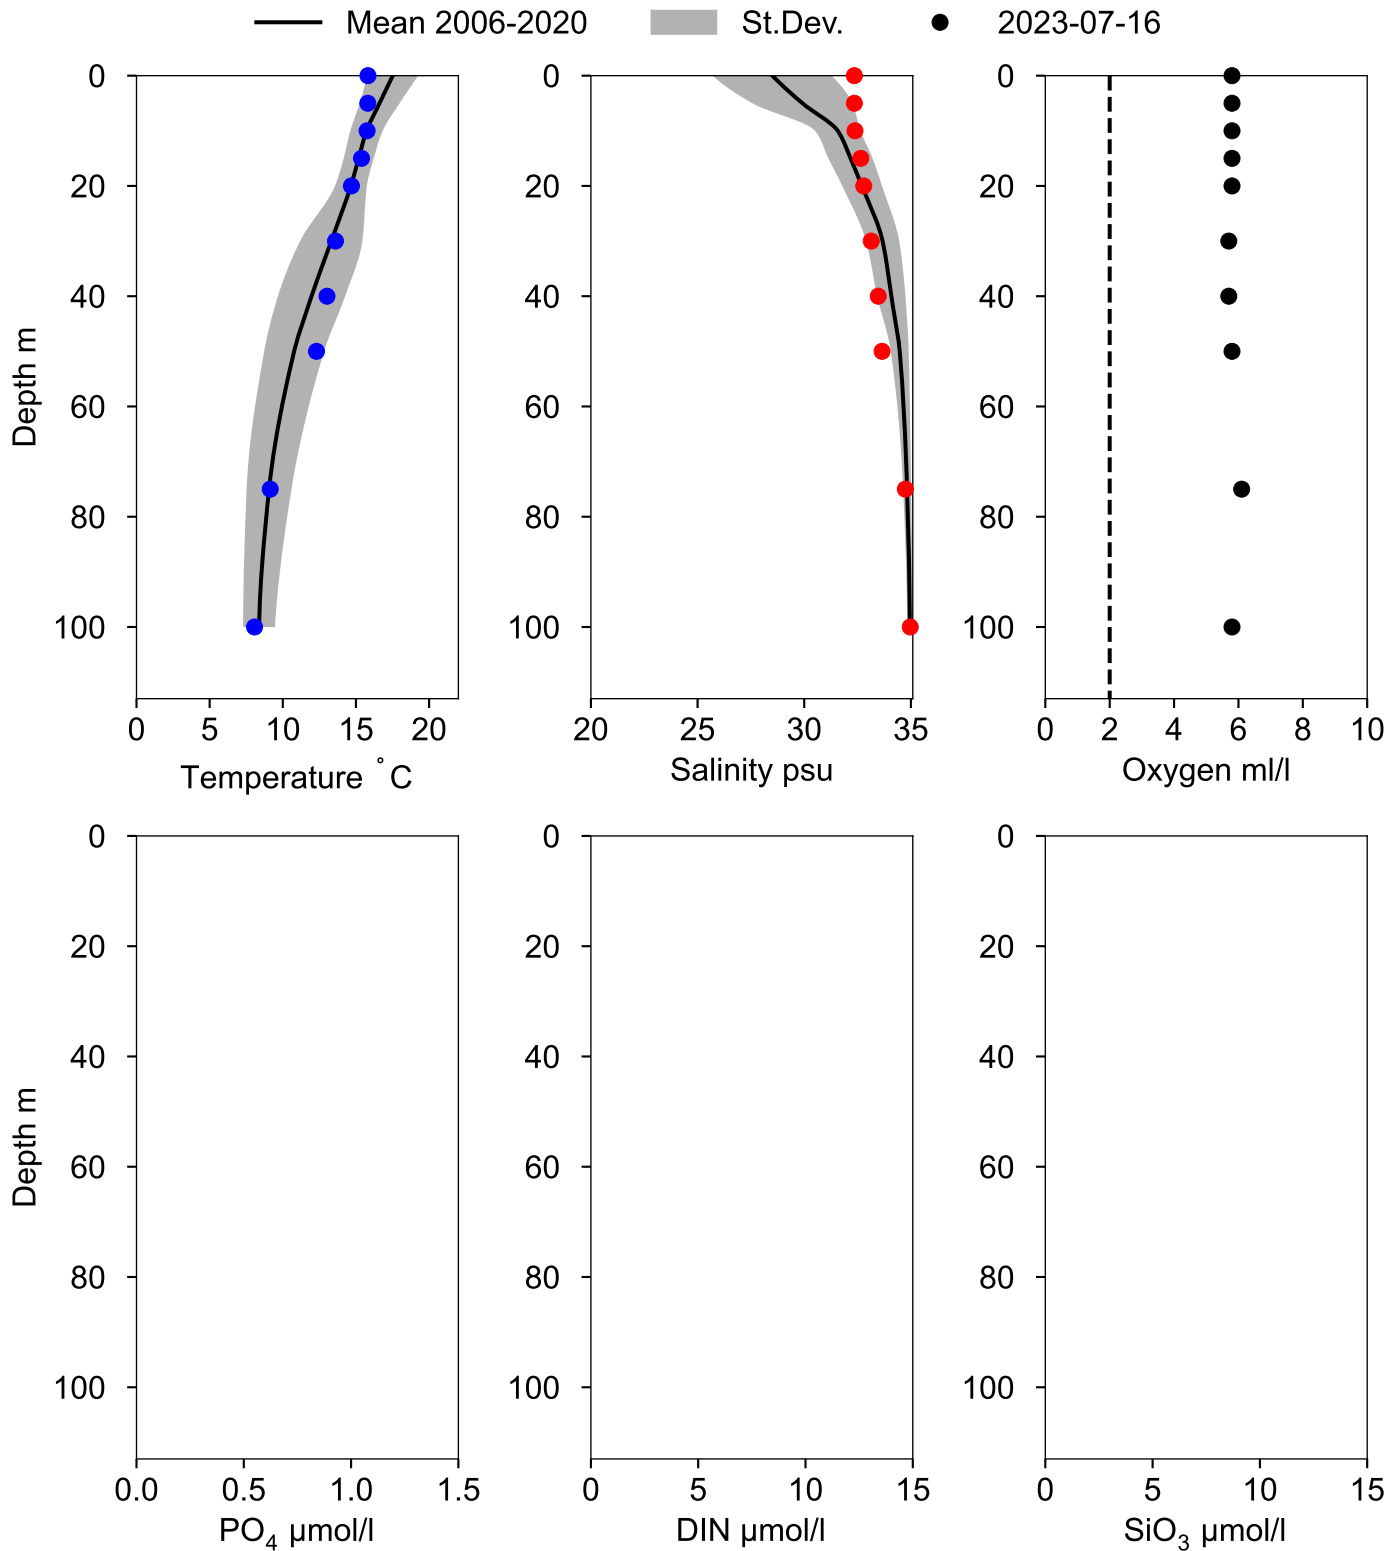 Mean 2006-2020 St.Dev. 2023-07-16
0 0 0
20 20 20
40 40 40
60 60 60
80 80 80
100 100 100
Depth m
0 5 10 15 20 20 25 30 35 0 2 4 6 8 10
Temperature °C Salinity psu Oxygen ml/l
0 0 0
20 20 20
40 40 40
60 60 60
80 80 80
100 100 100
Depth m
0.0 0.5 1.0 1.5 0 5 10 15 0 5 10 15
PO₄ µmol/l DIN µmol/l SiO₃ µmol/l